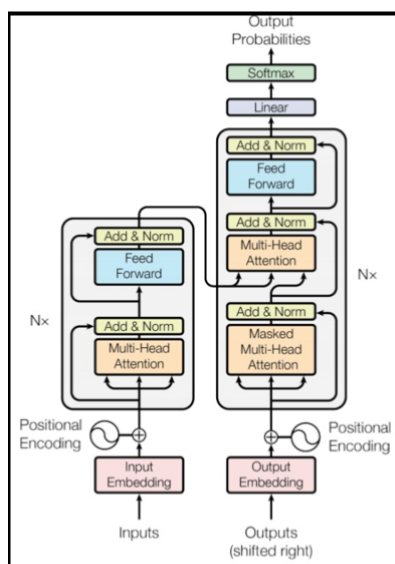 Output
Probabilities
Softmax
Linear
Add & Norm
Feed
Forward
Add & Norm
Multi-Head
Attention
Add & Norm
Masked
Multi-Head
Attention
Nx
Add & Norm
Feed
Forward
Nx
Add & Norm
Multi-Head
Attention
Positional
Encoding
Positional
Encoding
Input
Embedding
Output
Embedding
Inputs
Outputs
(shifted right)